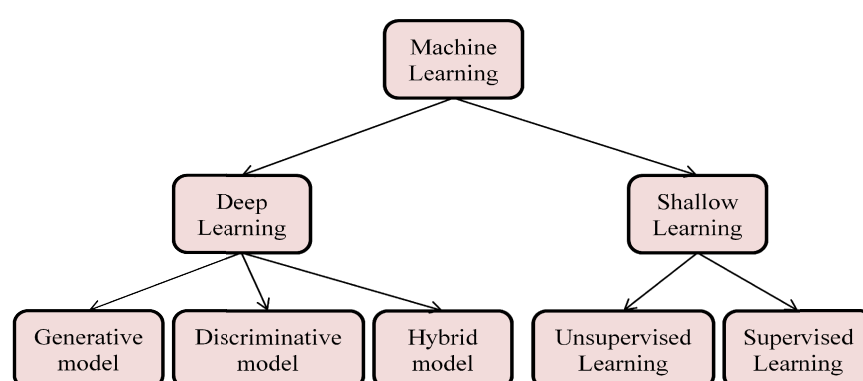 Machine
Learning
Deep
Learning
Shallow
Learning
Generative
model
Discriminative
model
Hybrid
model
Unsupervised
Learning
Supervised
Learning